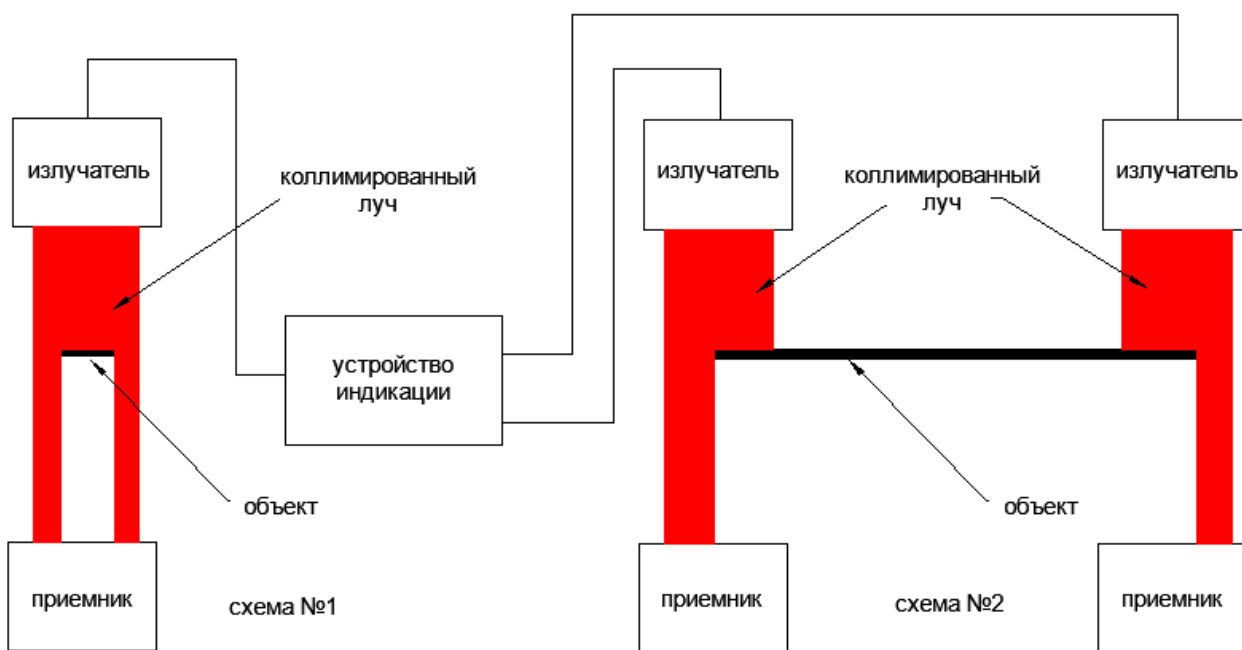 излучатель
коллимированный
луч
излучатель
коллимированный
луч
излучатель
устройство
индикации
объект
объект
приемник
схема №1
приемник
схема №2
приемник